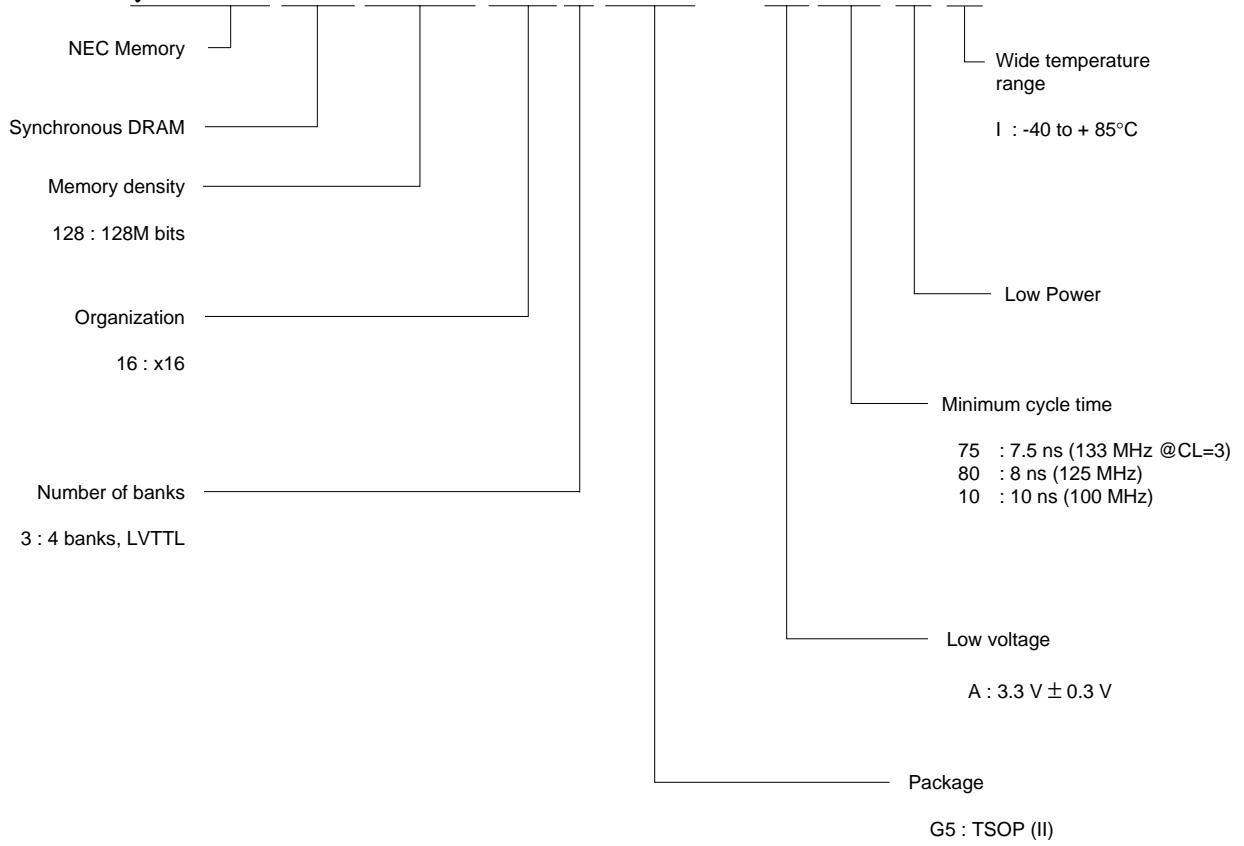 NEC Memory
Synchronous DRAM
Memory density
128 : 128M bits
Organization
16 : x16
Number of banks
3 : 4 banks, LVTTL
Wide temperature
range
I : -40 to + 85°C
Low Power
Minimum cycle time
75 : 7.5 ns (133 MHz @CL=3)
80 : 8 ns (125 MHz)
10 : 10 ns (100 MHz)
Low voltage
A : 3.3 V ± 0.3 V
Package
G5 : TSOP (II)